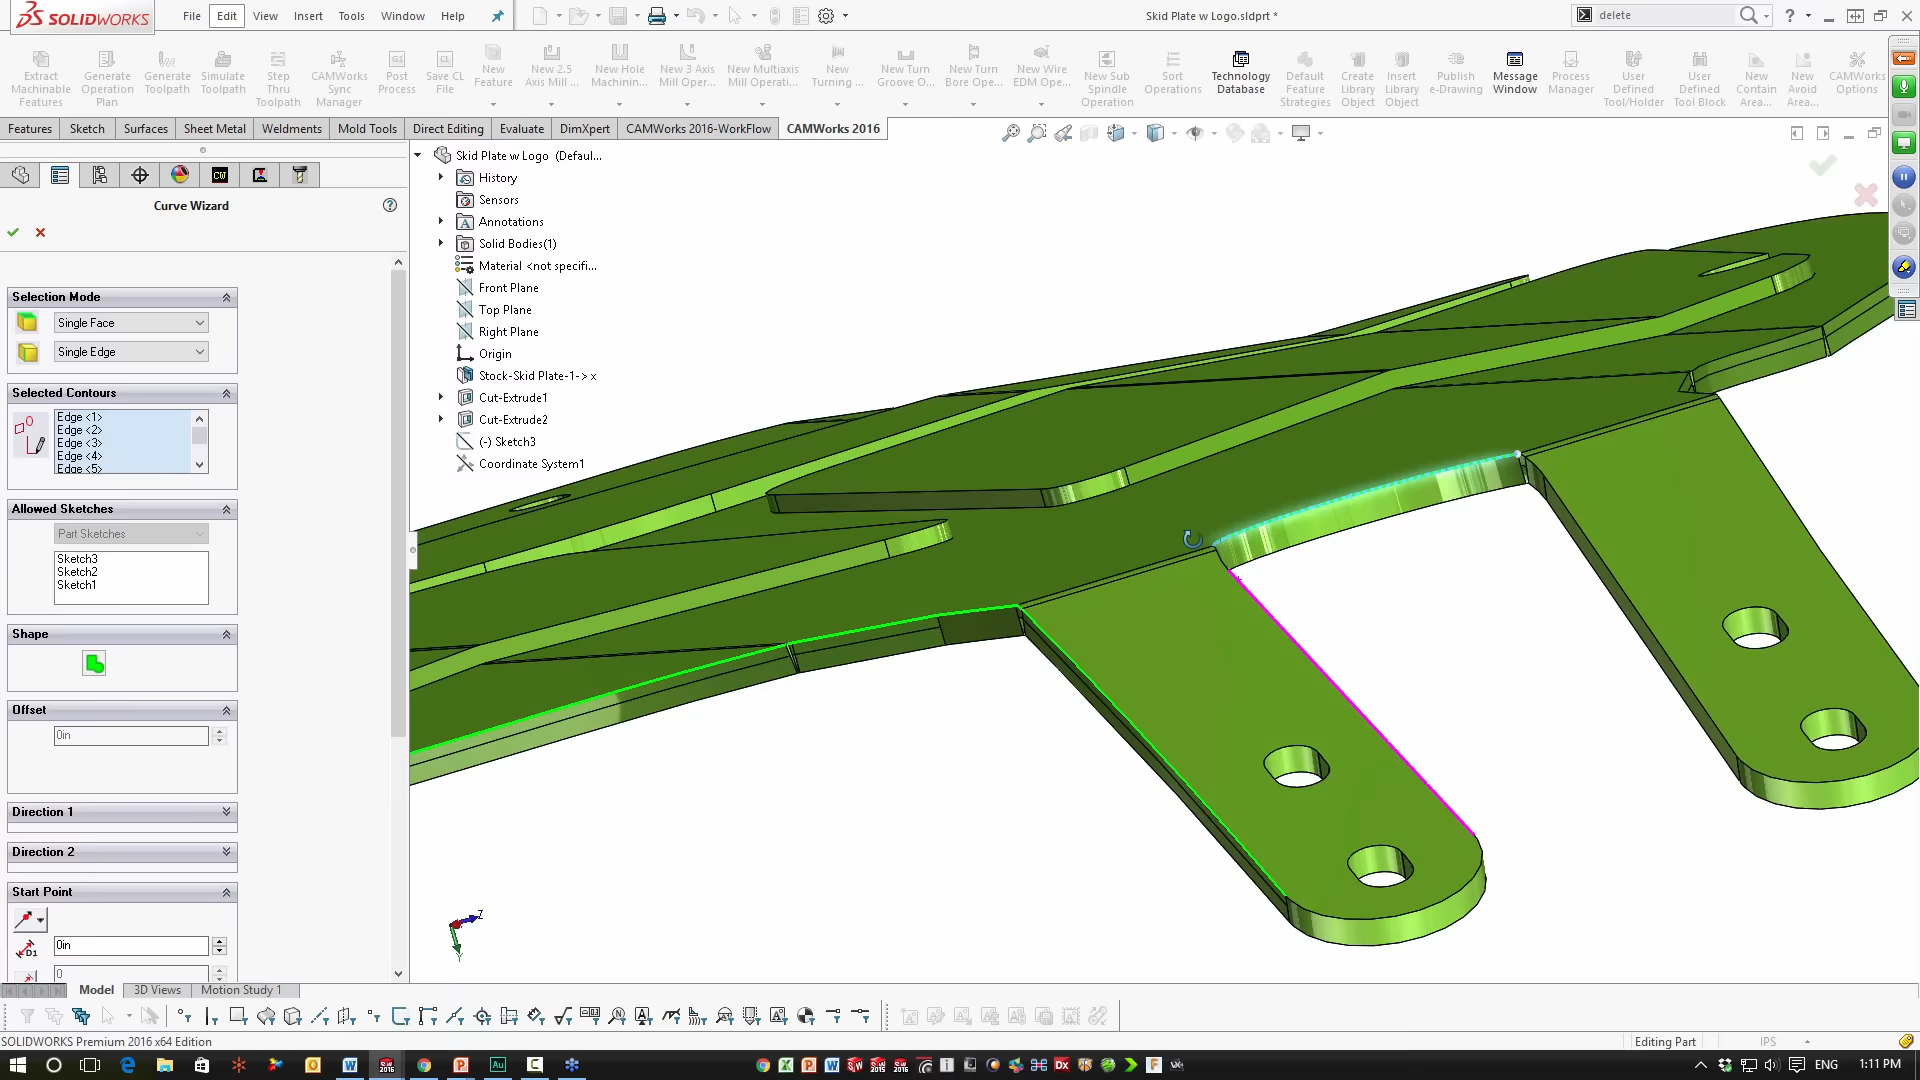 SOLIDWORKS
File Edit View Insert Tools Window Help
Skid Plate w Logo.sldprt *
delete
Extract Machinable Features
Generate Operation Plan
Generate Toolpath
Simulate Toolpath
Step Thru Toolpath
CAMWorks Sync Manager
Post Process
Save CL File
New Feature
New 2.5 Axis Mill ...
New Hole Machinin...
New 3 Axis Mill Oper...
New Multiaxis Mill Operati...
New Turning ...
New Turn Groove O...
New Turn Bore Ope...
New Wire EDM Ope...
New Sub Spindle Operation
Sort Operations
Technology Database
Default Feature Strategies
Create Library Object
Insert Library Object
Publish e-Drawing
Message Window
Process Manager
User Defined Tool/Holder
User Defined Tool Block
New Contain Area...
New Avoid Area...
CAMWorks Options
Features Sketch Surfaces Sheet Metal Weldments Mold Tools Direct Editing Evaluate DimXpert CAMWorks 2016-WorkFlow CAMWorks 2016
Curve Wizard
Selection Mode
Single Face
Single Edge
Selected Contours
Edge <1>
Edge <2>
Edge <3>
Edge <4>
Edge <5>
Allowed Sketches
Part Sketches
Sketch3
Sketch2
Sketch1
Shape
Offset
0in
Direction 1
Direction 2
Start Point
0in
0
Skid Plate w Logo (Defaul...
History
Sensors
Annotations
Solid Bodies(1)
Material <not specifi...
Front Plane
Top Plane
Right Plane
Origin
Stock-Skid Plate-1-> x
Cut-Extrude1
Cut-Extrude2
(-) Sketch3
Coordinate System1
Z
Y
Model 3D Views Motion Study 1
SOLIDWORKS Premium 2016 x64 Edition
Editing Part
IPS
ENG
1:11 PM